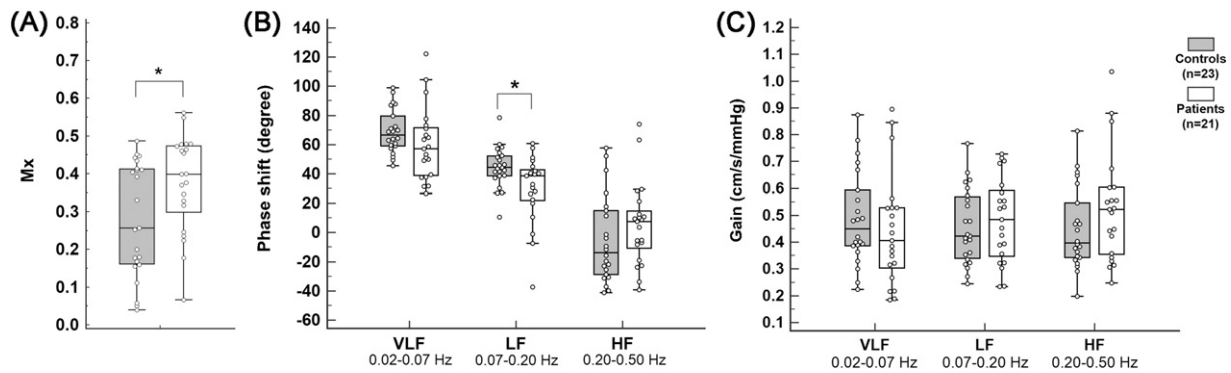 (A)
Mx
0.8
0.7
0.6
0.5
0.4
0.3
0.2
0.1
0.0
*
(B)
Phase shift (degree)
140
120
100
80
60
40
20
0
-20
-40
-60
*
VLF LF HF
0.02-0.07 Hz 0.07-0.20 Hz 0.20-0.50 Hz
(C)
Gain (cm/s/mmHg)
1.2
1.1
1.0
0.9
0.8
0.7
0.6
0.5
0.4
0.3
0.2
0.1
VLF LF HF
0.02-0.07 Hz 0.07-0.20 Hz 0.20-0.50 Hz
Controls
(n=23)
Patients
(n=21)